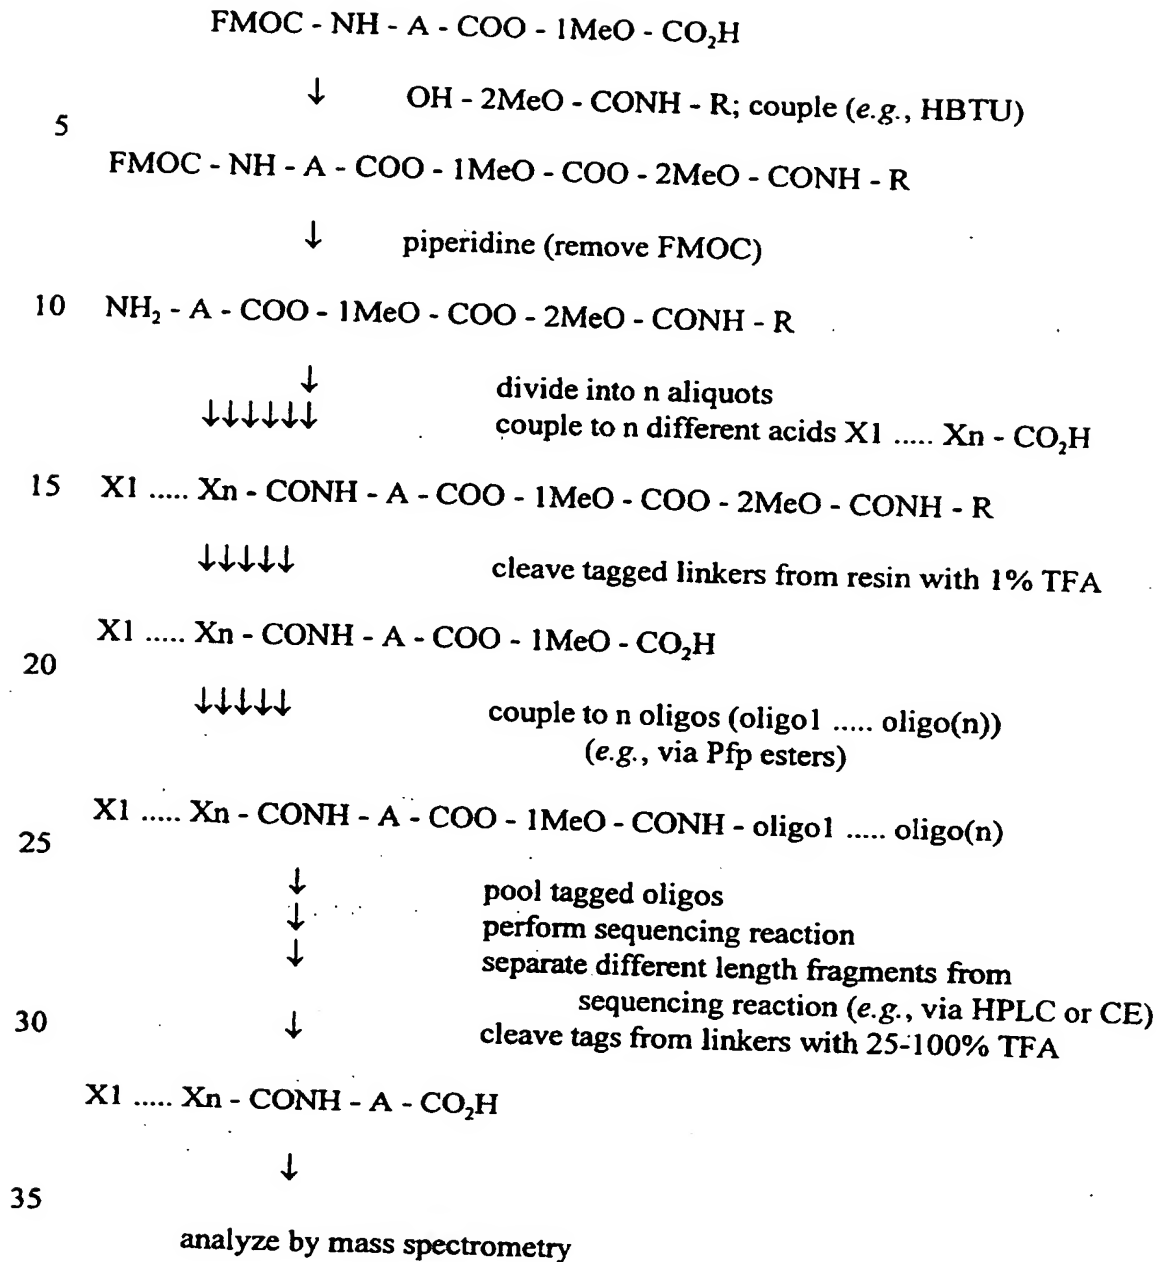 FMOC - NH - A - COO - 1MeO - CO₂H
↓ OH - 2MeO - CONH - R; couple (e.g., HBTU)
5
FMOC - NH - A - COO - 1MeO - COO - 2MeO - CONH - R
↓ piperidine (remove FMOC)
10 NH₂ - A - COO - 1MeO - COO - 2MeO - CONH - R
↓ divide into n aliquots
↓↓↓↓↓↓ couple to n different acids X1 ..... Xn - CO₂H
15 X1 ..... Xn - CONH - A - COO - 1MeO - COO - 2MeO - CONH - R
↓↓↓↓↓ cleave tagged linkers from resin with 1% TFA
X1 ..... Xn - CONH - A - COO - 1MeO - CO₂H
20
↓↓↓↓↓ couple to n oligos (oligo1 ..... oligo(n))
(e.g., via Pfp esters)
X1 ..... Xn - CONH - A - COO - 1MeO - CONH - oligo1 ..... oligo(n)
25
↓ pool tagged oligos
↓ perform sequencing reaction
↓ separate different length fragments from
sequencing reaction (e.g., via HPLC or CE)
30 ↓ cleave tags from linkers with 25-100% TFA
X1 ..... Xn - CONH - A - CO₂H
↓
35
analyze by mass spectrometry